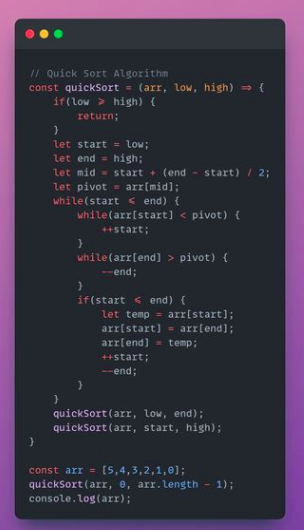 // Quick Sort Algorithm
const quickSort = (arr, low, high) => {
    if(low >= high) {
        return;
    }
    let start = low;
    let end = high;
    let mid = start + (end - start) / 2;
    let pivot = arr[mid];
    while(start <= end) {
        while(arr[start] < pivot) {
            ++start;
        }
        while(arr[end] > pivot) {
            --end;
        }
        if(start <= end) {
            let temp = arr[start];
            arr[start] = arr[end];
            arr[end] = temp;
            ++start;
            --end;
        }
    }
    quickSort(arr, low, end);
    quickSort(arr, start, high);
}

const arr = [5,4,3,2,1,0];
quickSort(arr, 0, arr.length - 1);
console.log(arr);